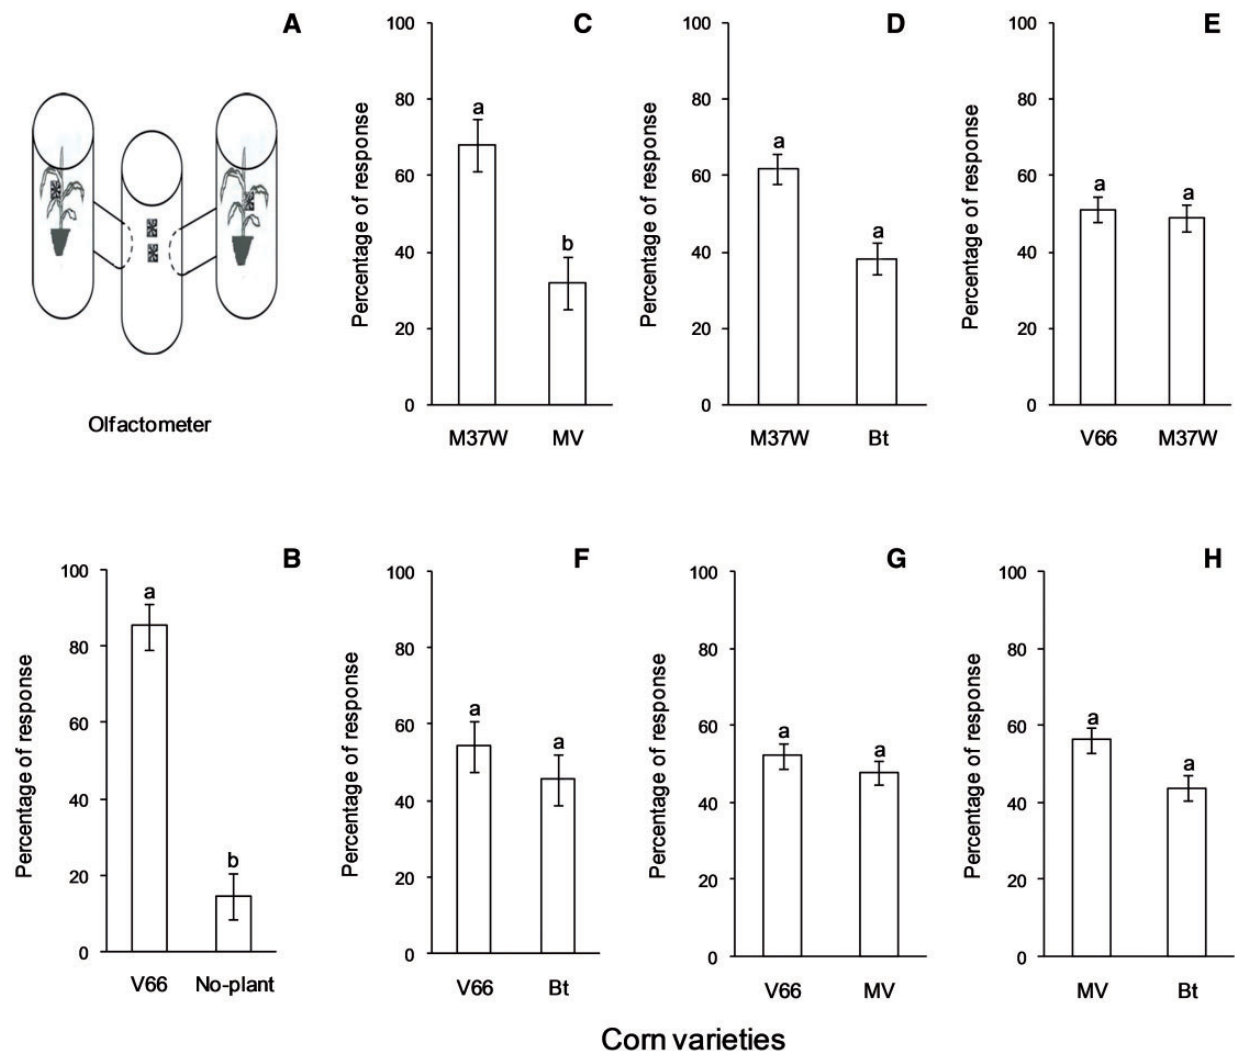 A
Olfactometer
C
Percentage of response
100
80
60
40
20
0
a
b
M37W MV
D
Percentage of response
100
80
60
40
20
0
a
a
M37W Bt
E
Percentage of response
100
80
60
40
20
0
a
a
V66 M37W
B
Percentage of response
100
80
60
40
20
0
a
b
V66 No-plant
F
Percentage of response
100
80
60
40
20
0
a
a
V66 Bt
G
Percentage of response
100
80
60
40
20
0
a
a
V66 MV
H
Percentage of response
100
80
60
40
20
0
a
a
MV Bt
Corn varieties